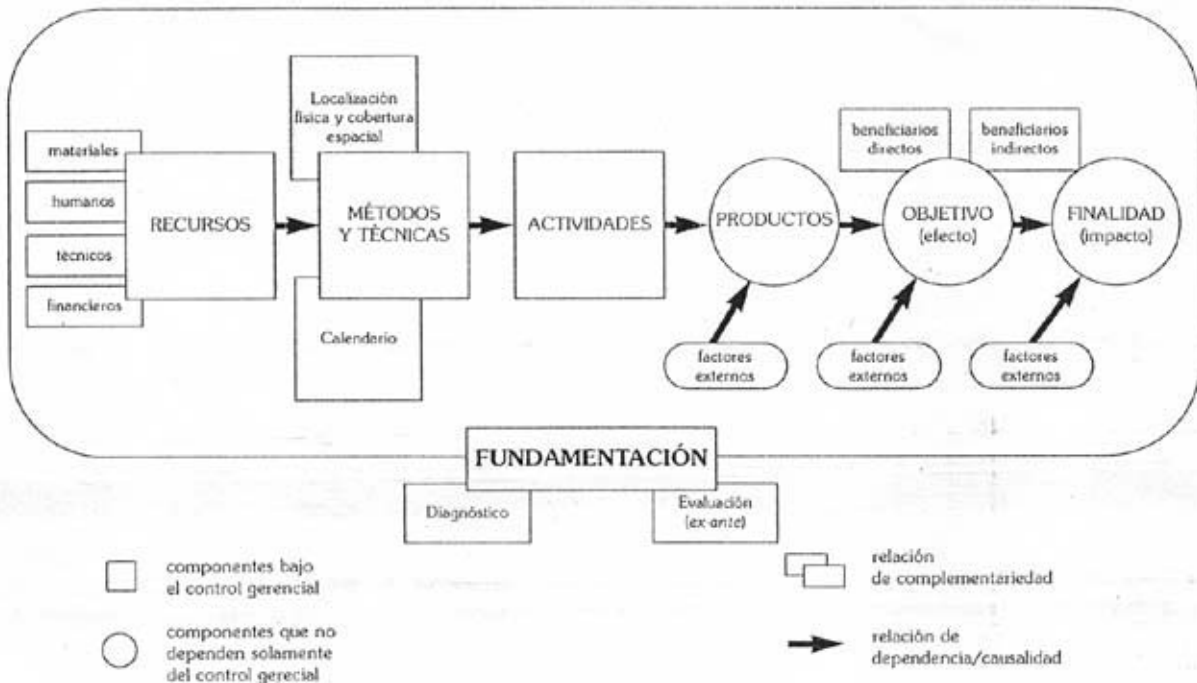 materiales
humanos
técnicos
financieros
RECURSOS
Localización
física y cobertura
espacial
MÉTODOS
Y TÉCNICAS
Calendario
ACTIVIDADES
PRODUCTOS
factores
externos
beneficiarios
directos
OBJETIVO
(efecto)
factores
externos
beneficiarios
indirectos
FINALIDAD
(impacto)
factores
externos
FUNDAMENTACIÓN
Diagnóstico
Evaluación
(ex-ante)
componentes bajo
el control gerencial
componentes que no
dependen solamente
del control gerecial
relación
de complementariedad
relación de
dependencia/causalidad